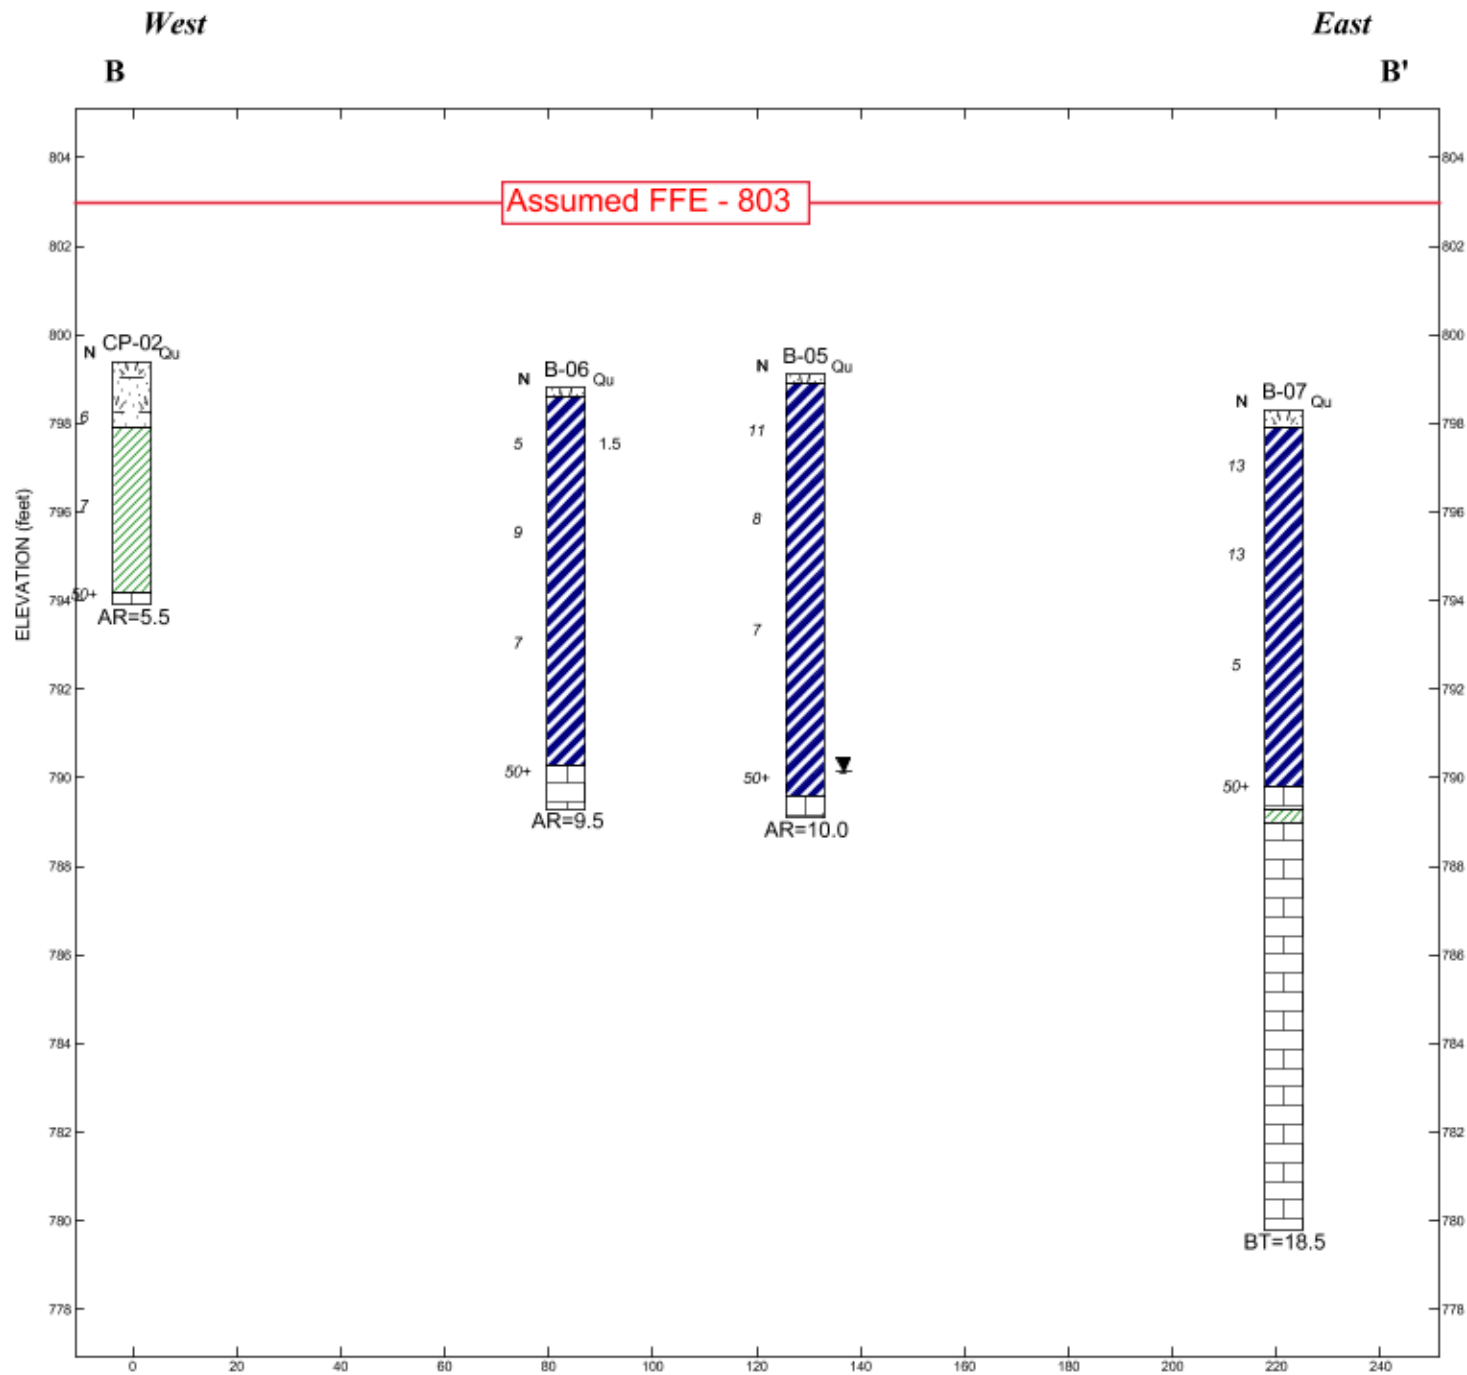 West East
B B'
804 804
Assumed FFE - 803
802 802
800 800
N CP-02 Qu
N B-06 Qu
N B-05 Qu
N B-07 Qu
6
798 798
5 1.5
11
13
7
796 796
9
8
13
ELEVATION (feet)
50+
794 794
AR=5.5
7
7
5
792 792
790 790
50+
50+
50+
AR=9.5
AR=10.0
788 788
786 786
784 784
782 782
780 780
BT=18.5
778 778
0 20 40 60 80 100 120 140 160 180 200 220 240